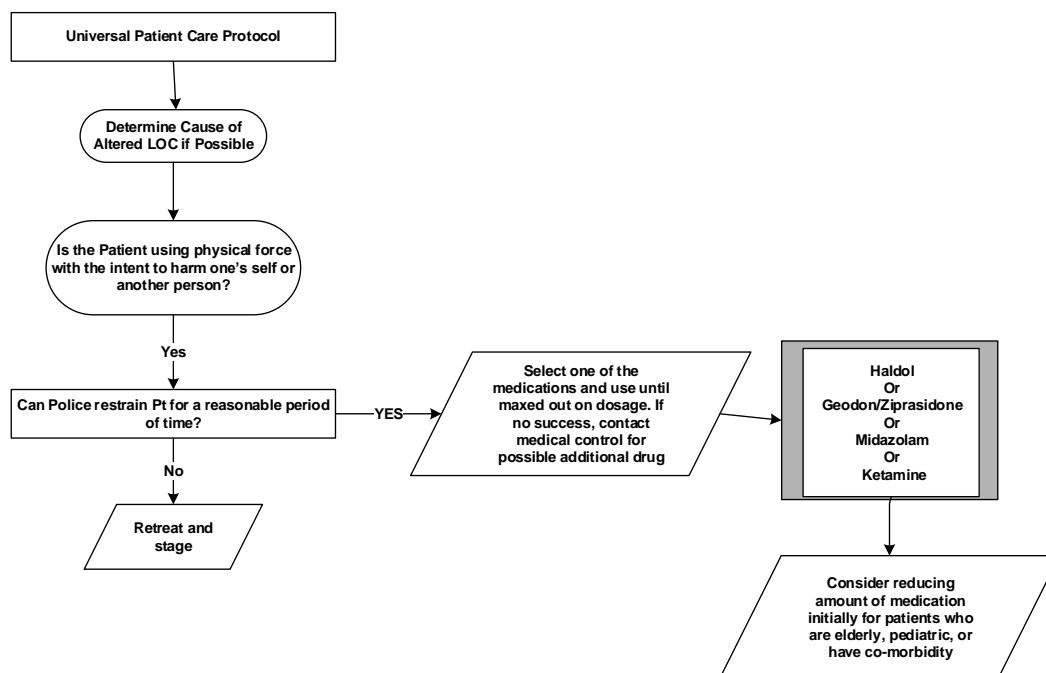 Universal Patient Care Protocol
Determine Cause of
Altered LOC if Possible
Is the Patient using physical force
with the intent to harm one's self or
another person?
Yes
Can Police restrain Pt for a reasonable period
of time?
YES
No
Retreat and
stage
Select one of the
medications and use until
maxed out on dosage. If
no success, contact
medical control for
possible additional drug
Haldol
Or
Geodon/Ziprasidone
Or
Midazolam
Or
Ketamine
Consider reducing
amount of medication
initially for patients who
are elderly, pediatric, or
have co-morbidity